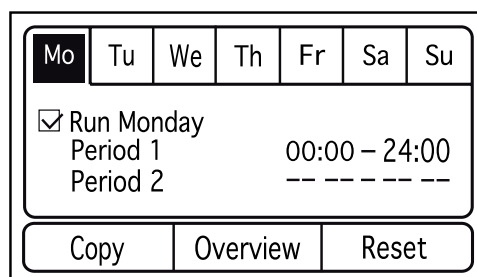 Mo Tu We Th Fr Sa Su
Run Monday
Period 1 00:00 – 24:00
Period 2 -- -- -- -- -- --
Copy Overview Reset